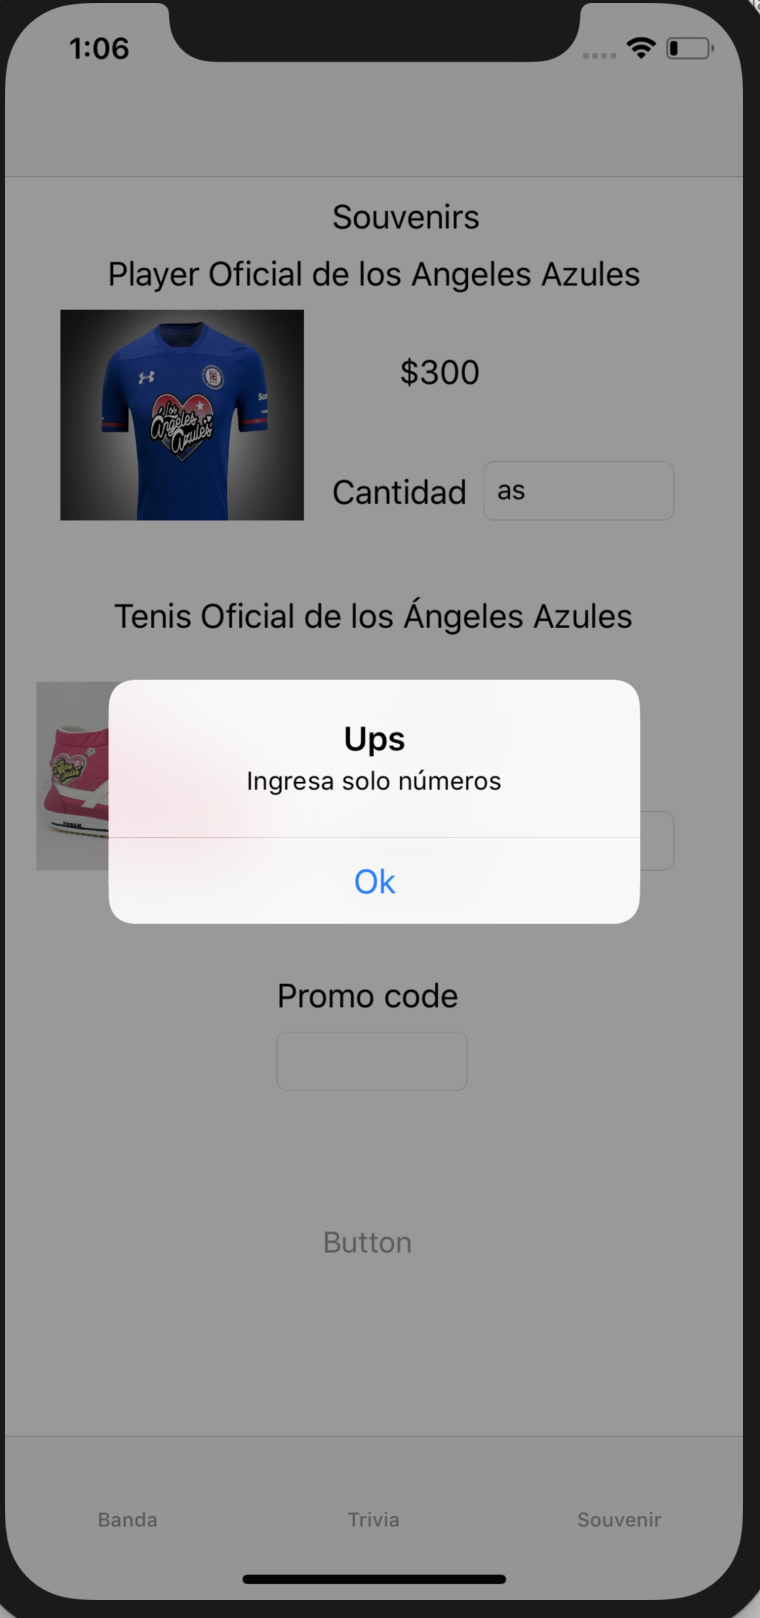 1:06
Souvenirs
Player Oficial de los Angeles Azules
$300
Los
Ángeles
Azules
Cantidad as
Tenis Oficial de los Ángeles Azules
Ups
Ingresa solo números
Ok
Promo code
Button
Banda Trivia Souvenir